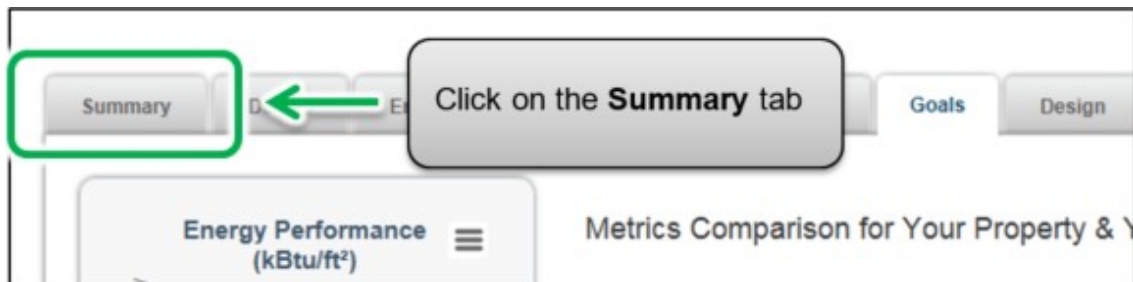 Summary
Click on the Summary tab
Goals
Design
Energy Performance
(kBtu/ft²)
Metrics Comparison for Your Property &